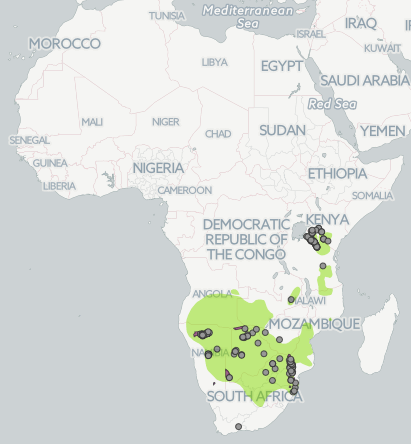 Mediterranean
Sea
TUNISIA
MOROCCO
ISRAEL
IRAQ
KUWAIT
LIBYA
EGYPT
SAUDI ARABIA
Red Sea
MALI
NIGER
CHAD
SUDAN
YEMEN
SENEGAL
GUINEA
NIGERIA
ETHIOPIA
LIBERIA
CAMEROON
SOMALIA
DEMOCRATIC
REPUBLIC OF
THE CONGO
KENYA
ANGOLA
MALAWI
MOZAMBIQUE
SOUTH AFRICA